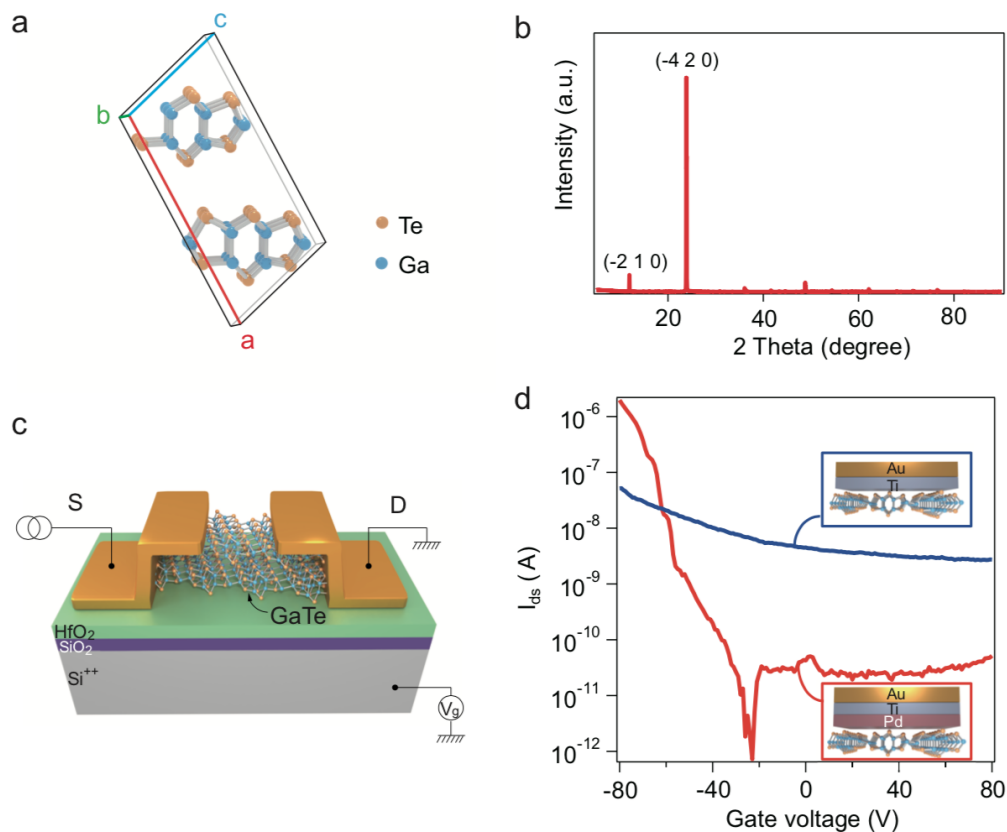 a
c
b
Te
Ga
a
b
Intensity (a.u.)
(-4 2 0)
(-2 1 0)
20
40
60
80
2 Theta (degree)
c
S
D
GaTe
HfO2
SiO2
Si++
Vg
d
Ids (A)
10-6
10-7
10-8
10-9
10-10
10-11
10-12
Au
Ti
Au
Ti
Pd
-80
-40
0
40
80
Gate voltage (V)